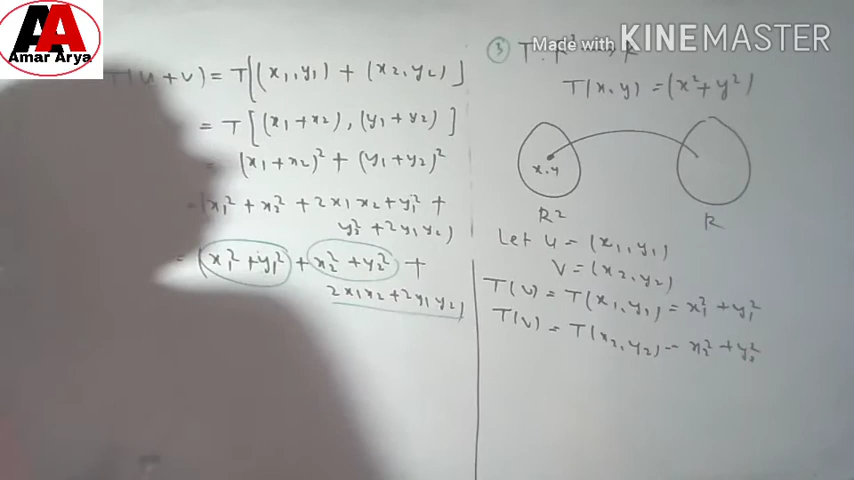 AA
Amar Arya
Made with KINEMASTER
③ T: R² → R
T(x,y) = (x²+y²)
x,y
R²
R
Let u = (x₁,y₁)
V = (x₂,y₂)
T(u) = T(x₁,y₁) = x₁²+y₁²
T(v) = T(x₂,y₂) = x₂²+y₂²
T(u+v) = T[(x₁,y₁) + (x₂,y₂)]
= T[(x₁+x₂), (y₁+y₂)]
= (x₁+x₂)² + (y₁+y₂)²
=(x₁²+x₂²+2x₁x₂+y₁²+
y₂²+2y₁y₂)
= (x₁²+y₁²+x₂²+y₂²)+
2x₁x₂+2y₁y₂)